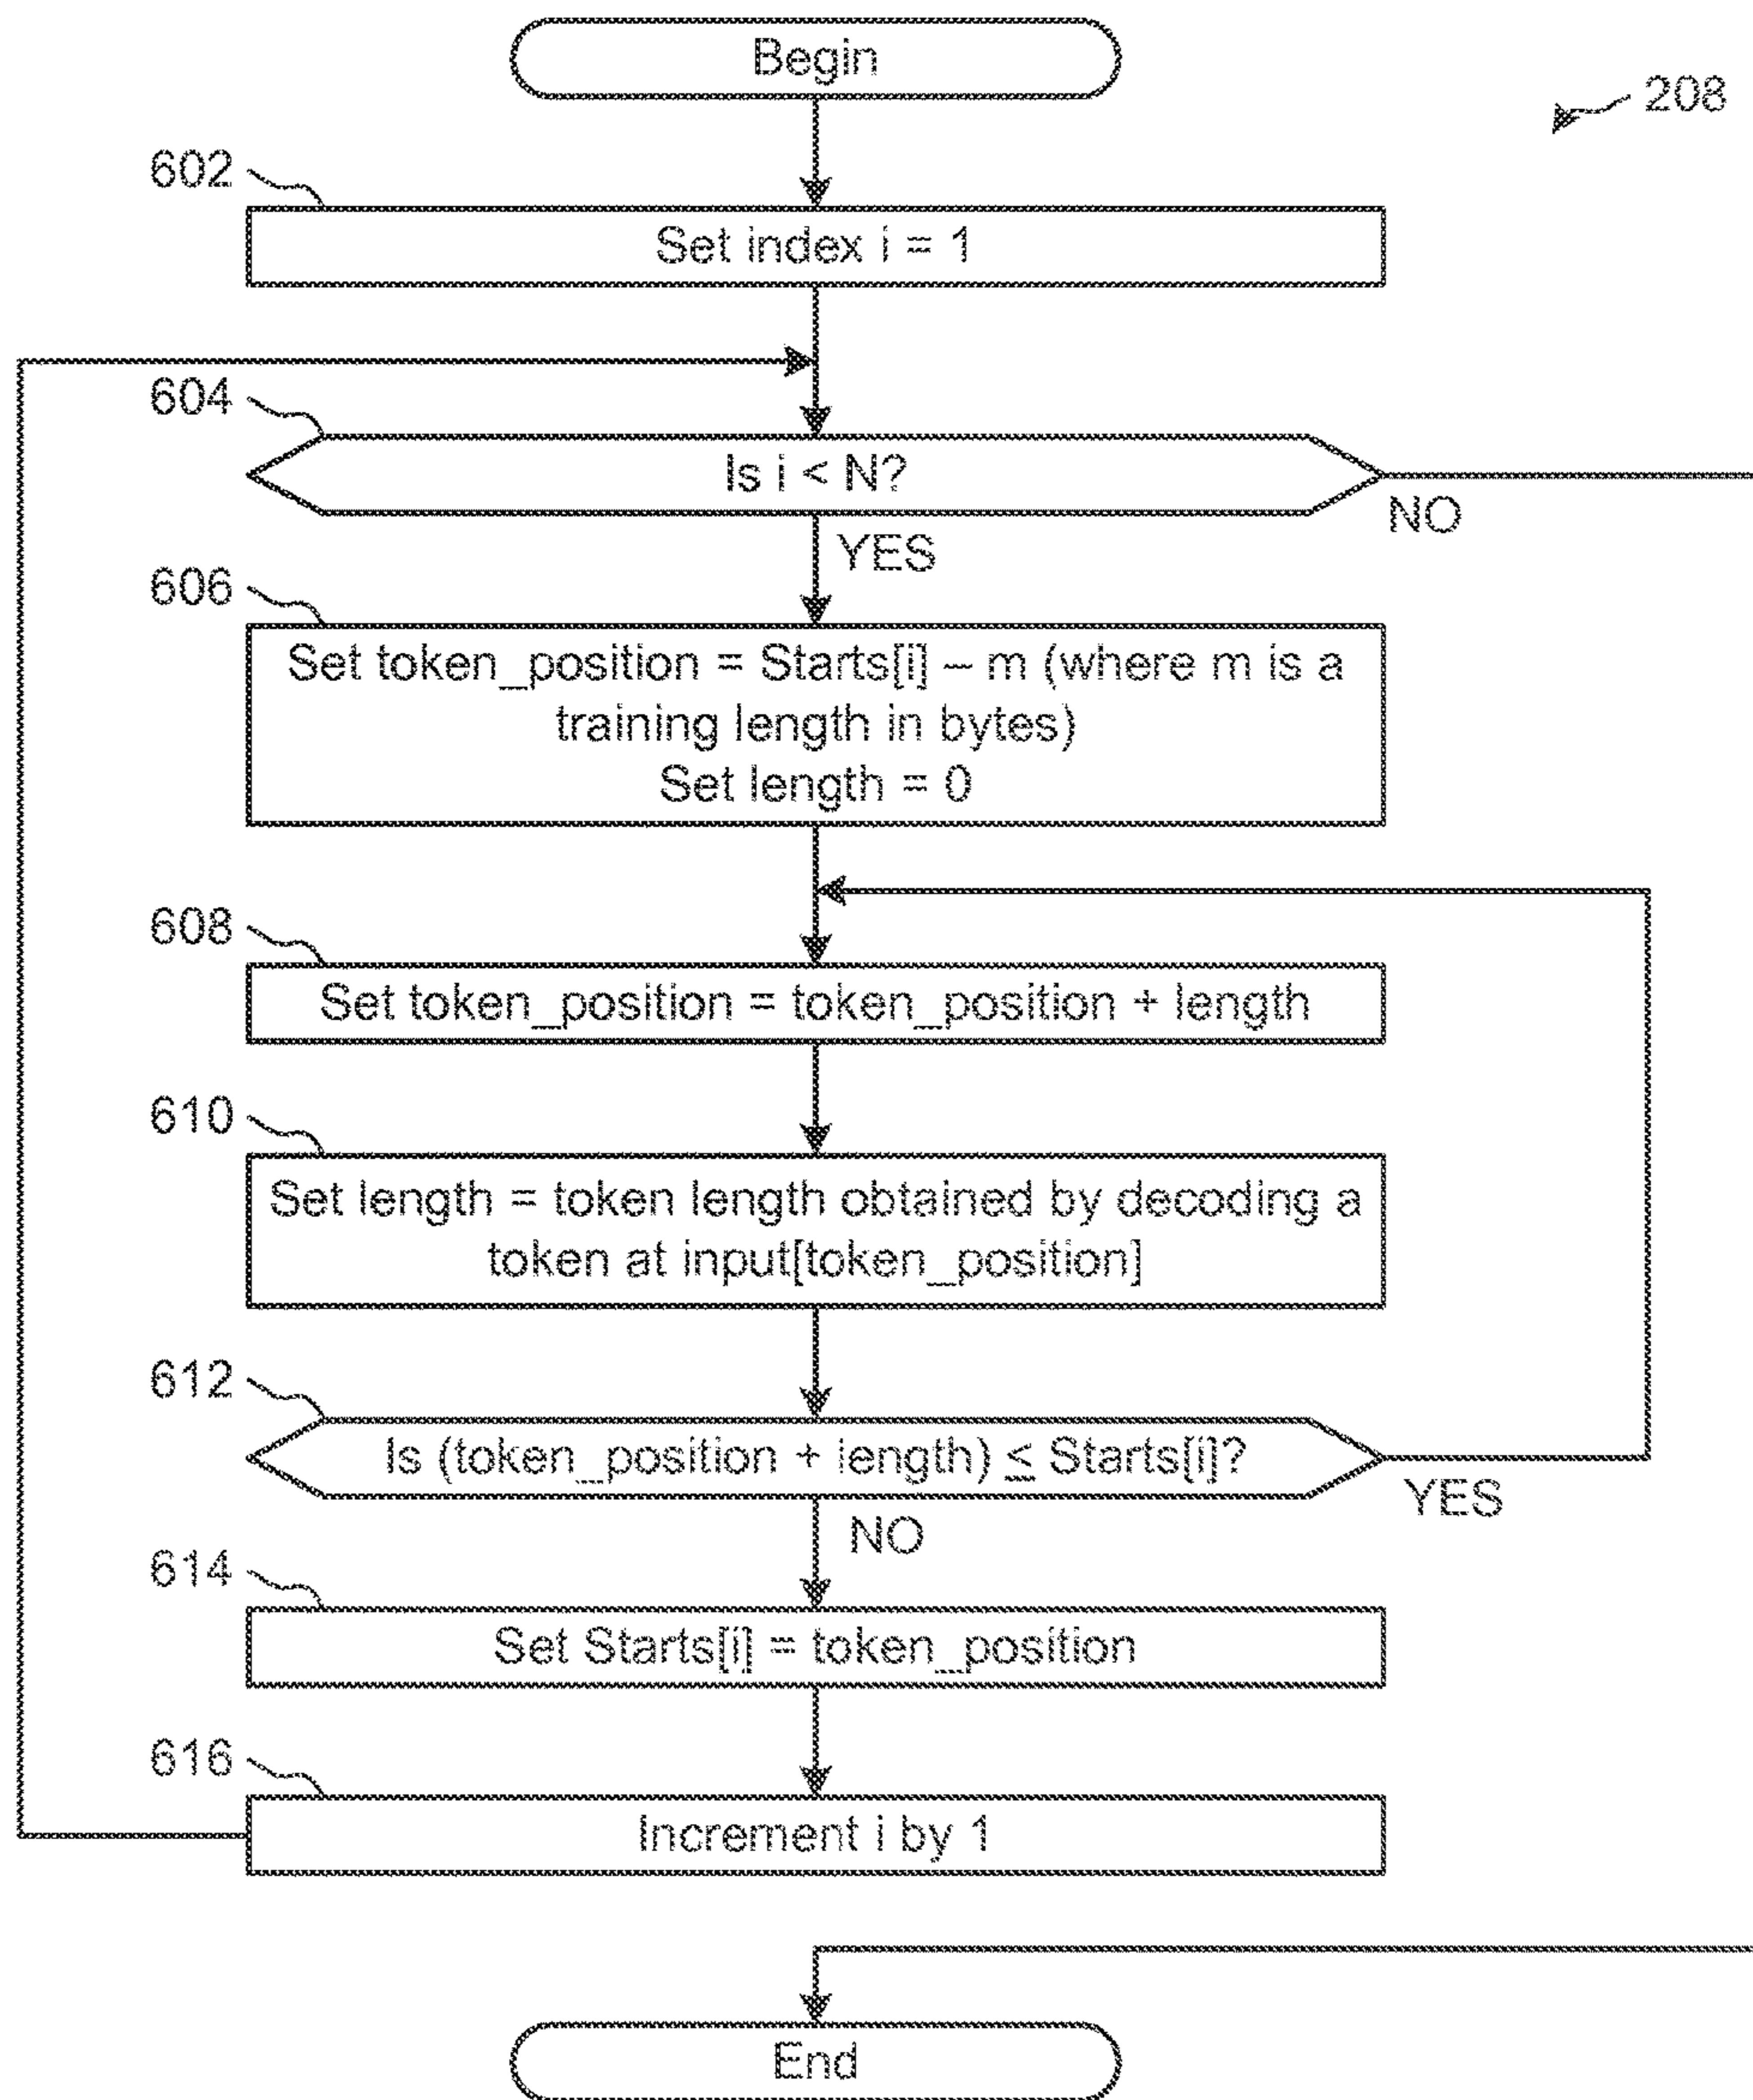 Begin
208
602
Set index i = 1
604
Is i < N?
NO
YES
606
Set token_position = Starts[i] – m (where m is a
training length in bytes)
Set length = 0
608
Set token_position = token_position + length
610
Set length = token length obtained by decoding a
token at input[token_position]
612
Is (token_position + length) ≤ Starts[i]?
YES
NO
614
Set Starts[i] = token_position
616
Increment i by 1
End